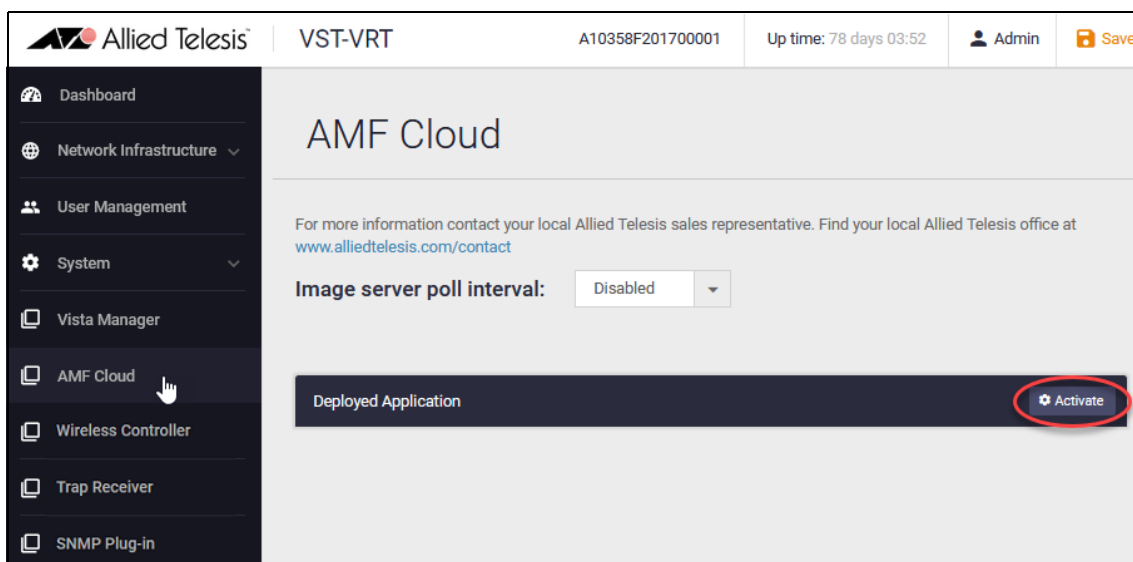 Allied Telesis
VST-VRT
A10358F201700001
Up time: 78 days 03:52
Admin
Save
Dashboard
Network Infrastructure
User Management
System
Vista Manager
AMF Cloud
Wireless Controller
Trap Receiver
SNMP Plug-in
AMF Cloud
For more information contact your local Allied Telesis sales representative. Find your local Allied Telesis office at
www.alliedtelesis.com/contact
Image server poll interval: Disabled
Deployed Application
Activate